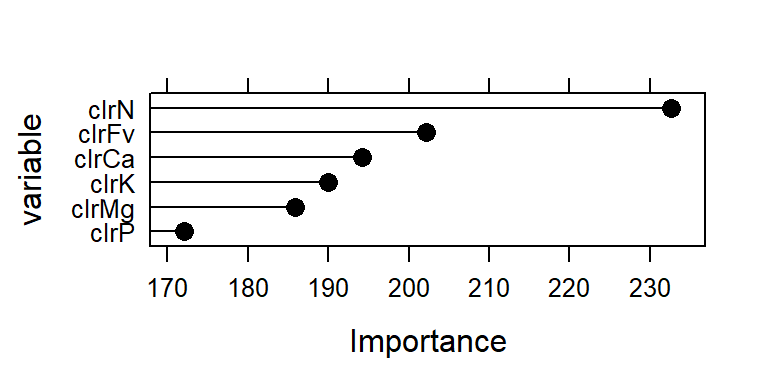 variable
clrN
clrFv
clrCa
clrK
clrMg
clrP
170 180 190 200 210 220 230
Importance